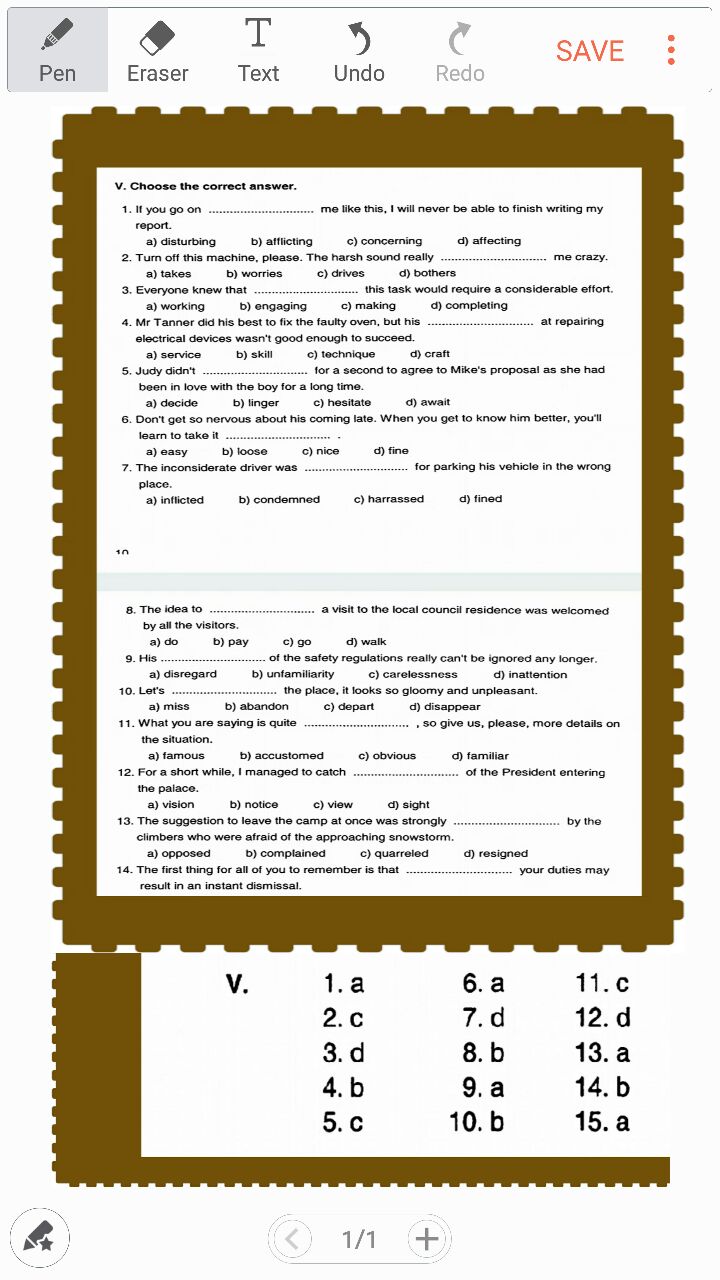 Pen Eraser Text Undo Redo SAVE
V. Choose the correct answer.
1. If you go on .............................. me like this, I will never be able to finish writing my
report.
a) disturbing b) afflicting c) concerning d) affecting
2. Turn off this machine, please. The harsh sound really .............................. me crazy.
a) takes b) worries c) drives d) bothers
3. Everyone knew that .............................. this task would require a considerable effort.
a) working b) engaging c) making d) completing
4. Mr Tanner did his best to fix the faulty oven, but his .............................. at repairing
electrical devices wasn't good enough to succeed.
a) service b) skill c) technique d) craft
5. Judy didn't .............................. for a second to agree to Mike's proposal as she had
been in love with the boy for a long time.
a) decide b) linger c) hesitate d) await
6. Don't get so nervous about his coming late. When you get to know him better, you'll
learn to take it .............................. .
a) easy b) loose c) nice d) fine
7. The inconsiderate driver was .............................. for parking his vehicle in the wrong
place.
a) inflicted b) condemned c) harrassed d) fined
10
8. The idea to .............................. a visit to the local council residence was welcomed
by all the visitors.
a) do b) pay c) go d) walk
9. His .............................. of the safety regulations really can't be ignored any longer.
a) disregard b) unfamiliarity c) carelessness d) inattention
10. Let's .............................. the place, it looks so gloomy and unpleasant.
a) miss b) abandon c) depart d) disappear
11. What you are saying is quite .............................. , so give us, please, more details on
the situation.
a) famous b) accustomed c) obvious d) familiar
12. For a short while, I managed to catch .............................. of the President entering
the palace.
a) vision b) notice c) view d) sight
13. The suggestion to leave the camp at once was strongly .............................. by the
climbers who were afraid of the approaching snowstorm.
a) opposed b) complained c) quarreled d) resigned
14. The first thing for all of you to remember is that .............................. your duties may
result in an instant dismissal.
V. 1. a 6. a 11. c
2. c 7. d 12. d
3. d 8. b 13. a
4. b 9. a 14. b
5. c 10. b 15. a
1/1